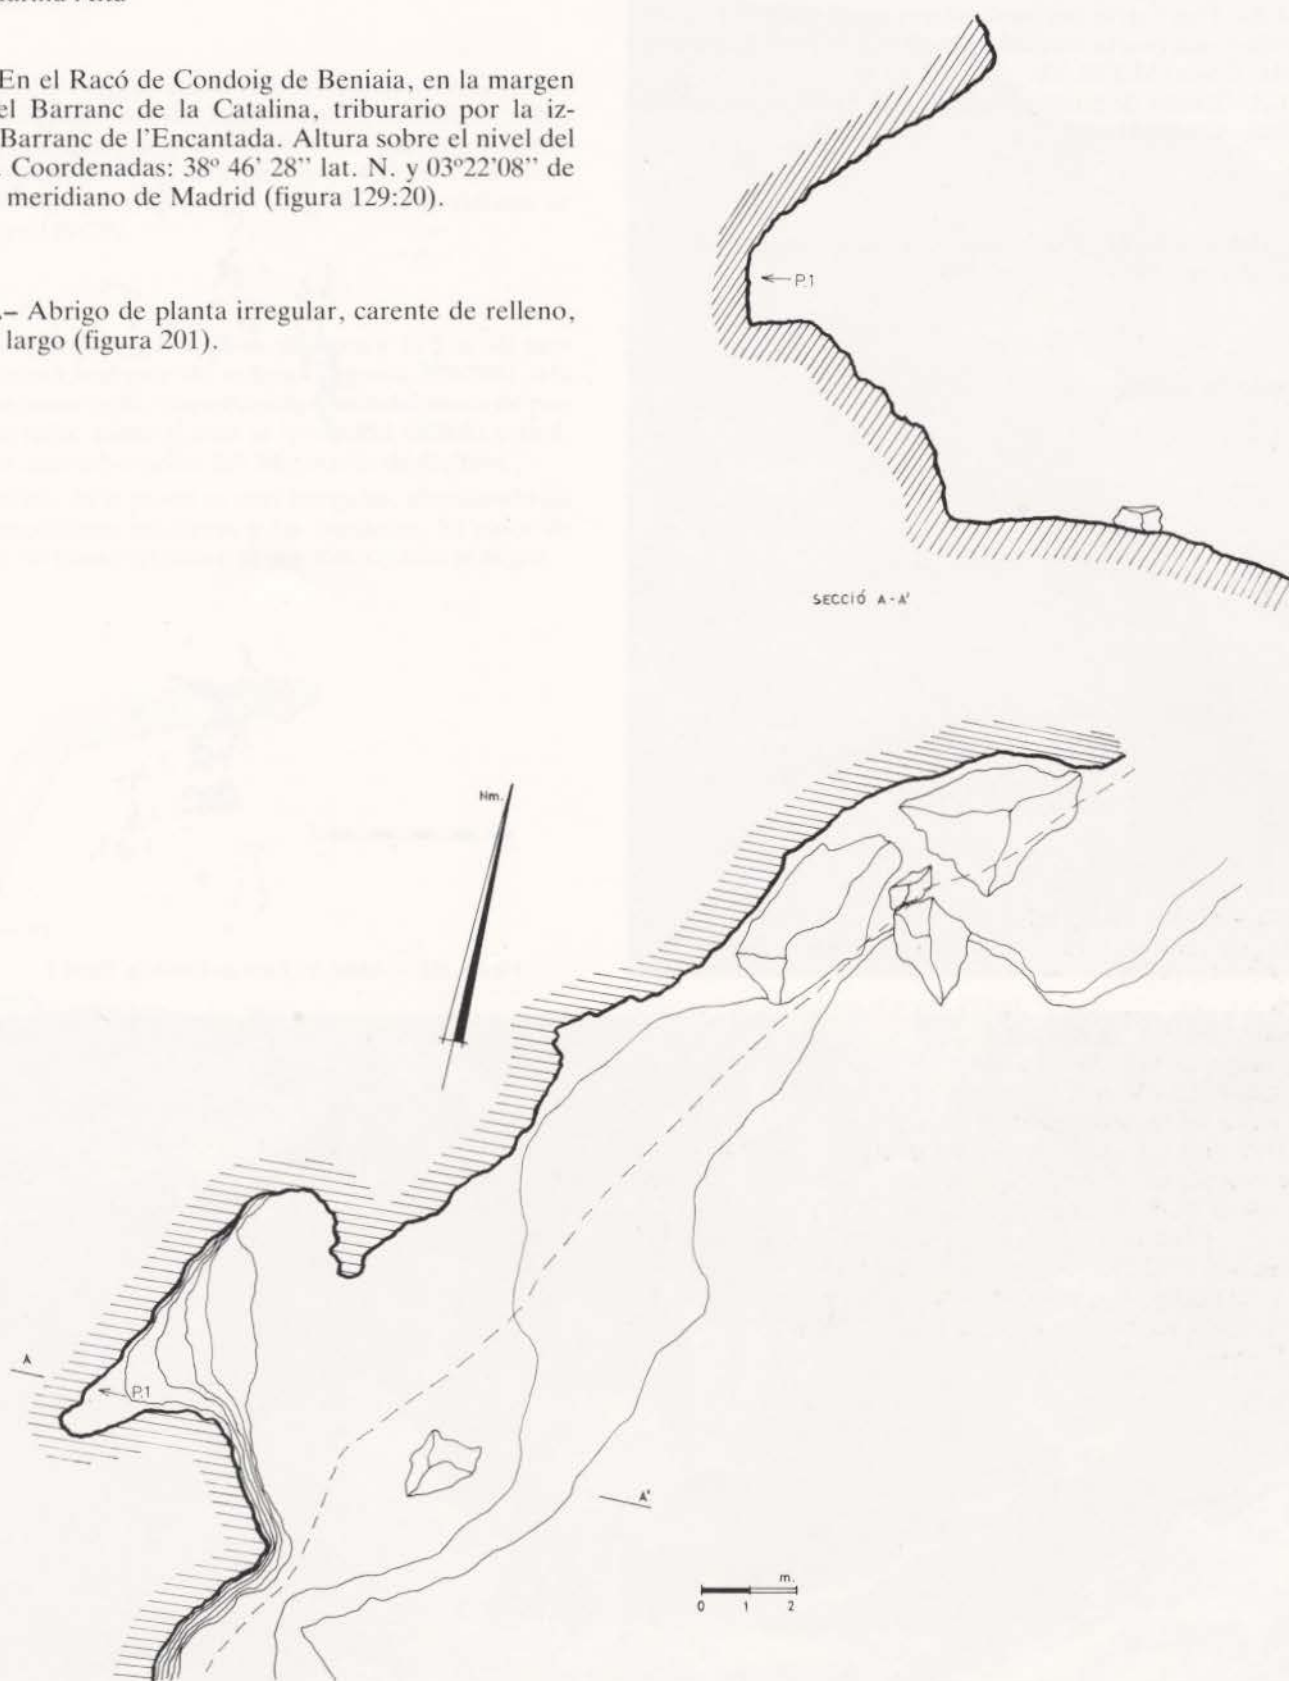 En el Racó de Condoig de Beniaia, en la margen
el Barranc de la Catalina, triburario por la iz-
Barranc de l'Encantada. Altura sobre el nivel del
. Coordenadas: 38º 46’ 28’’ lat. N. y 03º22’08’’ de
meridiano de Madrid (figura 129:20).
.– Abrigo de planta irregular, carente de relleno,
largo (figura 201).
P.1
SECCIÓ A-A'
Nm.
A
P.1
A'
m.
0 1 2